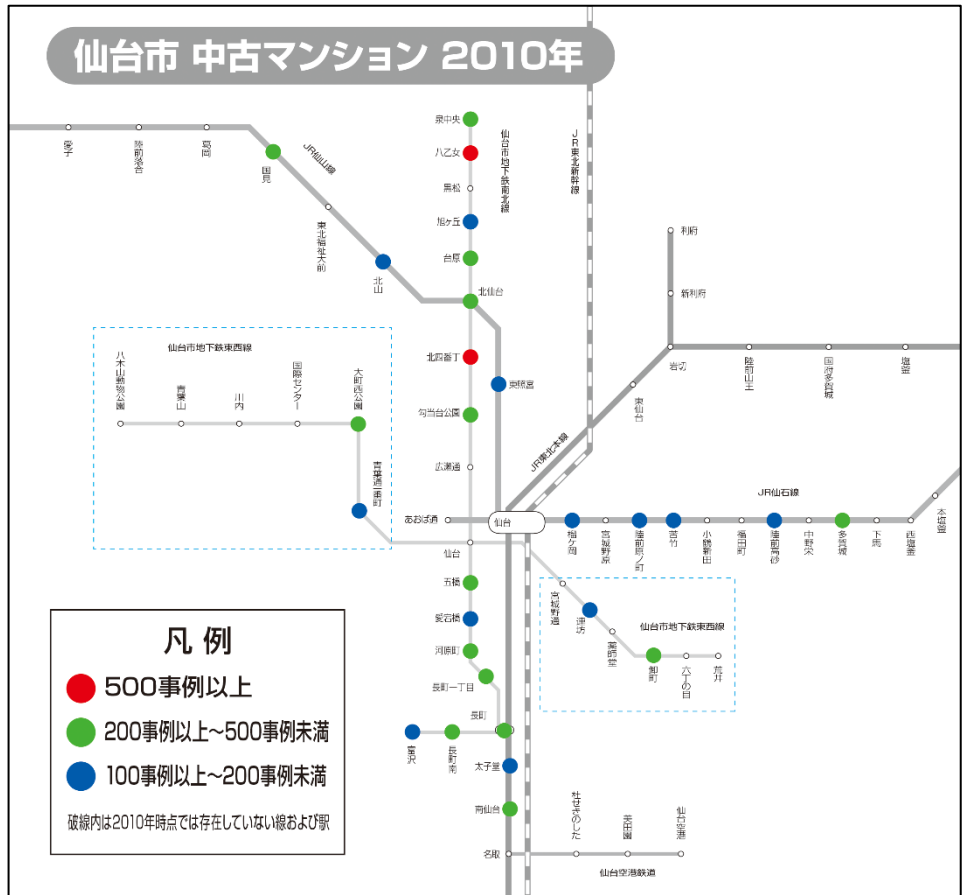 仙台市 中古マンション 2010年
泉中央
八乙女
黒松
旭ヶ丘
台原
北仙台
北四番丁
勾当台公園
広瀬通
仙台
五橋
愛宕橋
河原町
長町一丁目
長町
長町南
富沢
仙台市地下鉄南北線
JR東北新幹線
愛子
陸前落合
葛岡
JR仙山線
国見
東北福祉大前
北山
東照宮
仙台市地下鉄東西線
八木山動物公園
青葉山
川内
国際センター
大町西公園
青葉通一番町
利府
新利府
岩切
陸前山王
国府多賀城
塩釜
東仙台
JR東北本線
JR仙石線
あおば通
仙台
榴ケ岡
宮城野原
陸前原ノ町
苦竹
小鶴新田
福田町
陸前高砂
中野栄
多賀城
下馬
西塩釜
本塩釜
宮城野通
連坊
薬師堂
卸町
六丁の目
荒井
仙台市地下鉄東西線
太子堂
南仙台
名取
杜せきのした
美田園
仙台空港
仙台空港鉄道
凡 例
500事例以上
200事例以上～500事例未満
100事例以上～200事例未満
破線内は2010年時点では存在していない線および駅